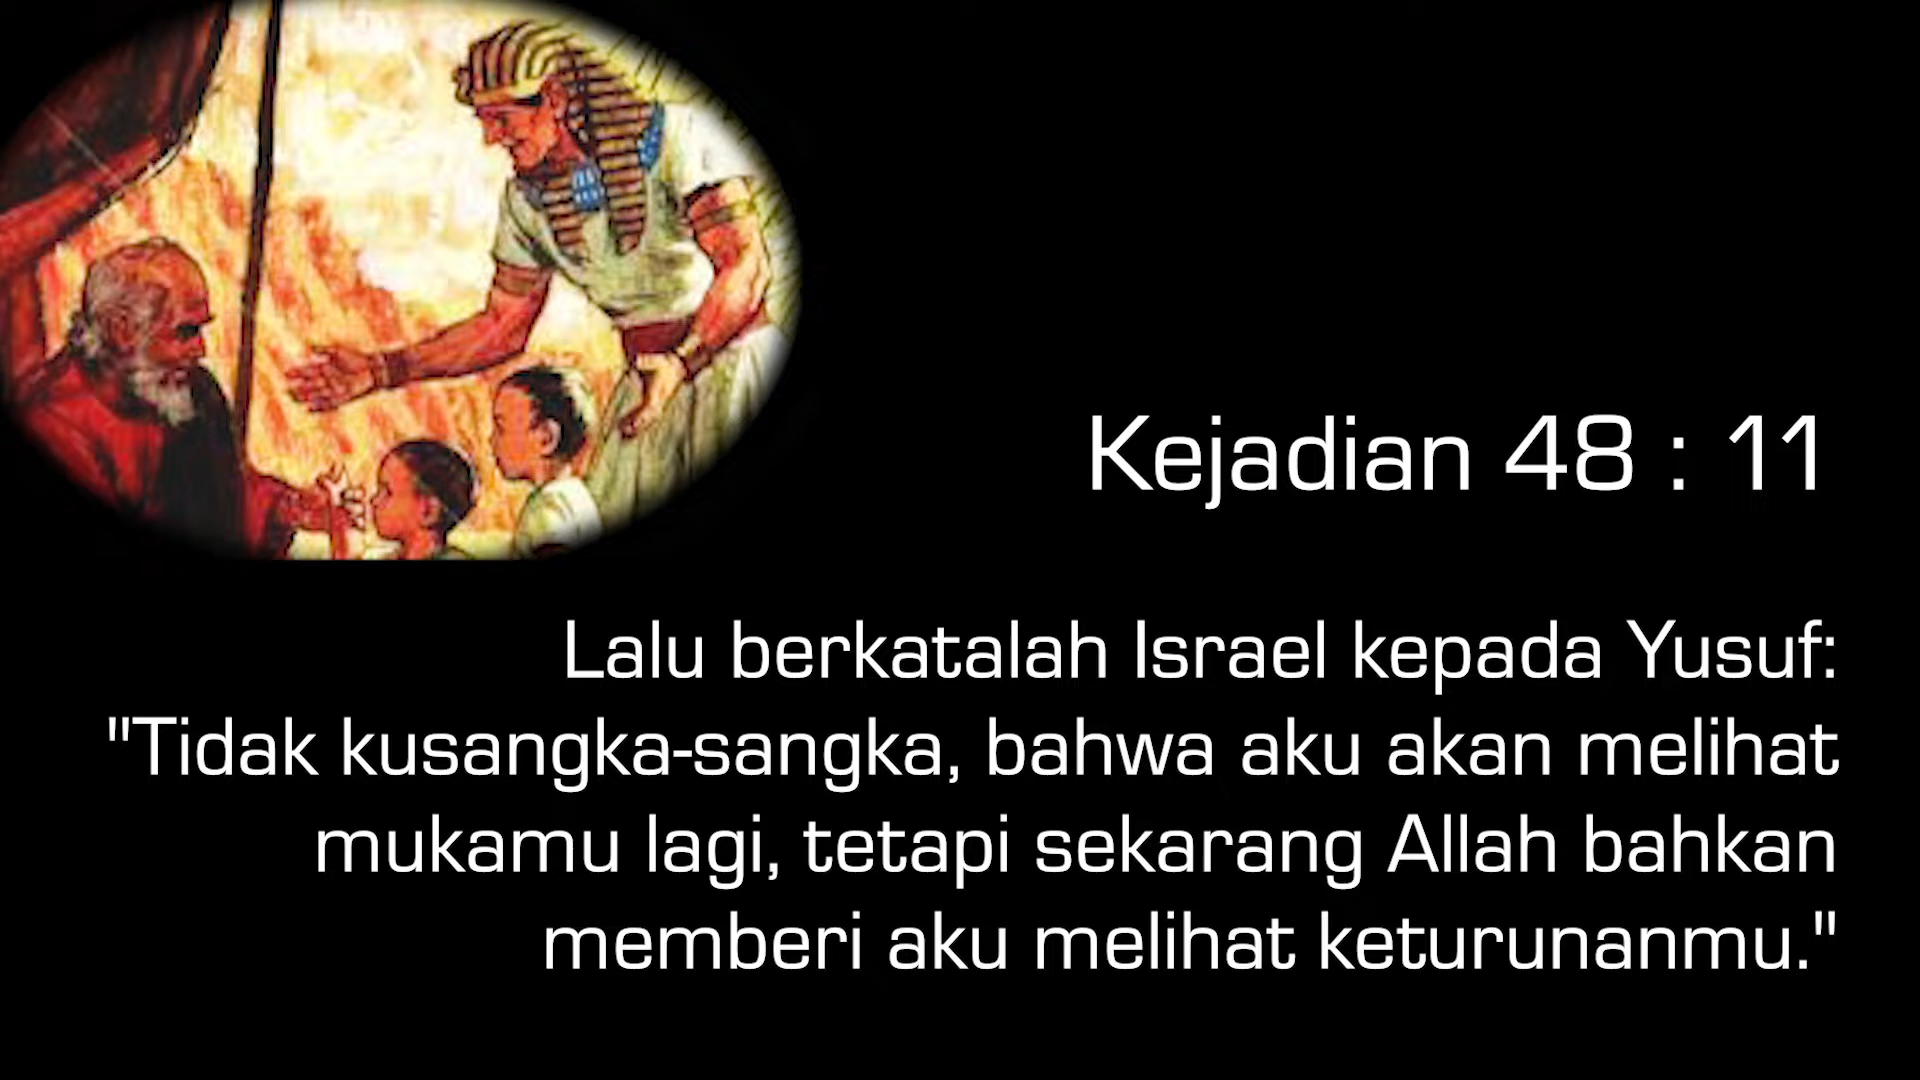 Kejadian 48 : 11
Lalu berkatalah Israel kepada Yusuf:
"Tidak kusangka-sangka, bahwa aku akan melihat
mukamu lagi, tetapi sekarang Allah bahkan
memberi aku melihat keturunanmu."